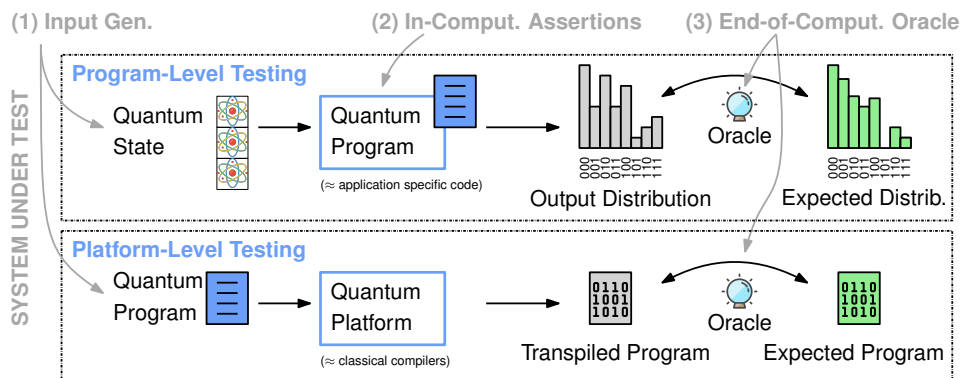 (1) Input Gen.
(2) In-Comput. Assertions
(3) End-of-Comput. Oracle
SYSTEM UNDER TEST
Program-Level Testing
Quantum
State
Quantum
Program
(≈ application specific code)
000
001
010
011
100
101
110
111
Output Distribution
Oracle
000
001
010
011
100
101
110
111
Expected Distrib.
Platform-Level Testing
Quantum
Program
Quantum
Platform
(≈ classical compilers)
0110
1001
1010
Transpiled Program
Oracle
0110
1001
1010
Expected Program